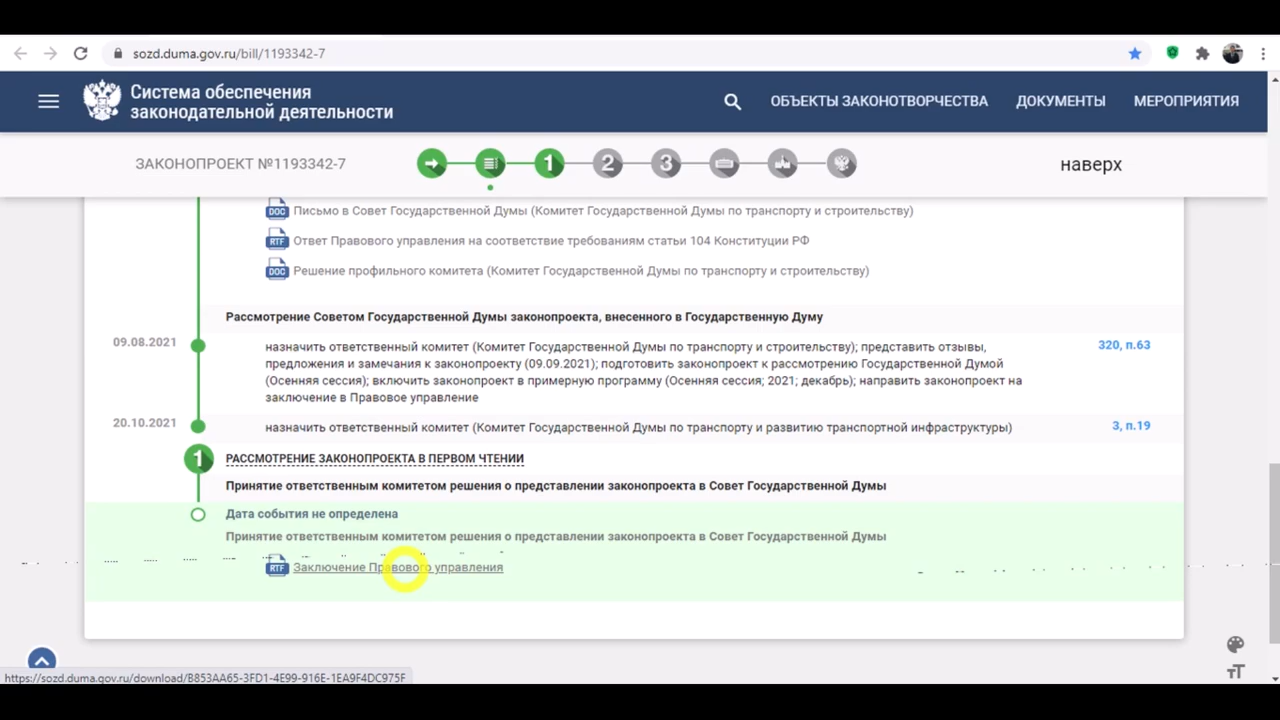 sozd.duma.gov.ru/bill/1193342-7
Система обеспечения
законодательной деятельности
ОБЪЕКТЫ ЗАКОНОТВОРЧЕСТВА
ДОКУМЕНТЫ
МЕРОПРИЯТИЯ
ЗАКОНОПРОЕКТ №1193342-7
1
2
3
наверх
DOC Письмо в Совет Государственной Думы (Комитет Государственной Думы по транспорту и строительству)
RTF Ответ Правового управления на соответствие требованиям статьи 104 Конституции РФ
DOC Решение профильного комитета (Комитет Государственной Думы по транспорту и строительству)
Рассмотрение Советом Государственной Думы законопроекта, внесенного в Государственную Думу
09.08.2021
назначить ответственный комитет (Комитет Государственной Думы по транспорту и строительству); представить отзывы,
320, п.63
предложения и замечания к законопроекту (09.09.2021); подготовить законопроект к рассмотрению Государственной Думой
(Осенняя сессия); включить законопроект в примерную программу (Осенняя сессия; 2021; декабрь); направить законопроект на
заключение в Правовое управление
20.10.2021
назначить ответственный комитет (Комитет Государственной Думы по транспорту и развитию транспортной инфраструктуры)
3, п.19
1 РАССМОТРЕНИЕ ЗАКОНОПРОЕКТА В ПЕРВОМ ЧТЕНИИ
Принятие ответственным комитетом решения о представлении законопроекта в Совет Государственной Думы
Дата события не определена
Принятие ответственным комитетом решения о представлении законопроекта в Совет Государственной Думы
RTF Заключение Правового управления
тТ
https://sozd.duma.gov.ru/download/B853AA65-3FD1-4E99-916E-1EA9F4DC975F